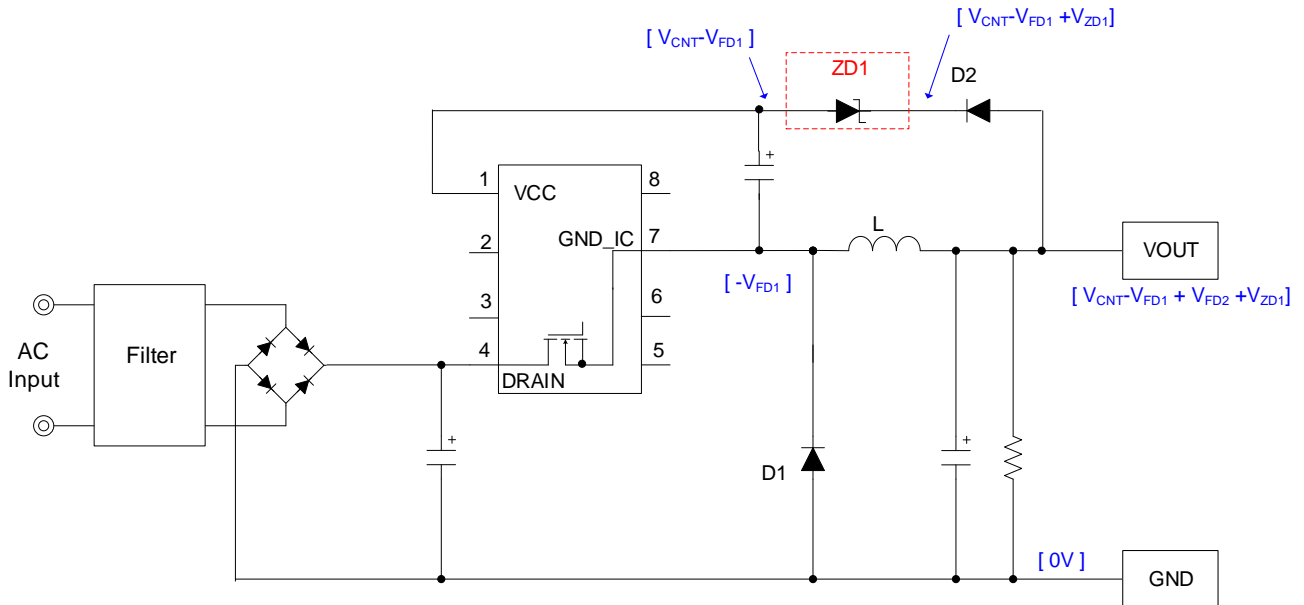 [ VCNT-VFD1 +VZD1]
[ VCNT-VFD1 ]
ZD1
D2
+
1
VCC
8
2
GND_IC
7
L
VOUT
[ -VFD1 ]
[ VCNT-VFD1 + VFD2 +VZD1]
3
6
AC
Input
Filter
4
5
DRAIN
+
+
D1
[ 0V ]
GND